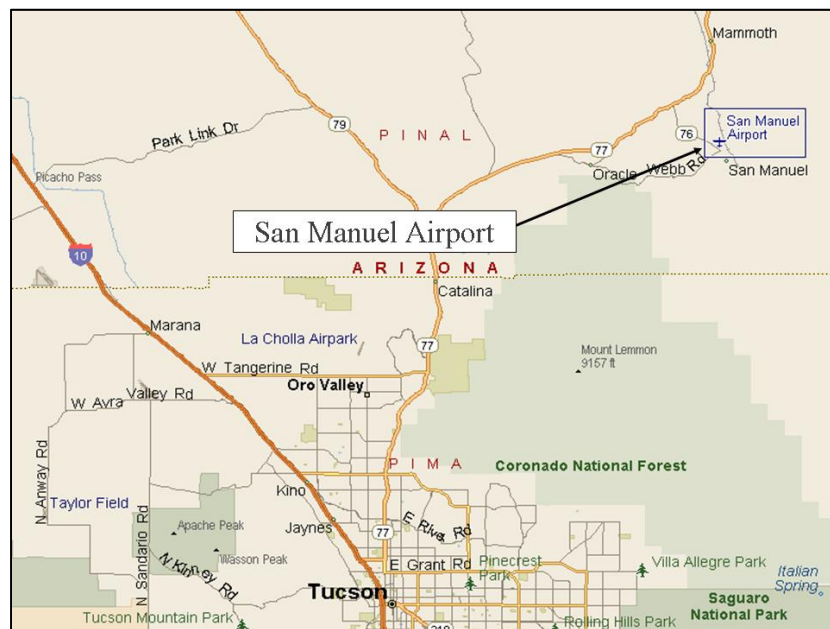 Mammoth
79
Park Link Dr
PINAL
76
San Manuel
Airport
77
Oracle
Webb Rd
San Manuel
Picacho Pass
San Manuel Airport
10
ARIZONA
Catalina
Marana
La Cholla Airpark
77
Mount Lemmon
9157 ft
W Tangerine Rd
Oro Valley
W Avra Valley Rd
PIMA
Coronado National Forest
N Anway Rd
Kino
Taylor Field
N Sandario Rd
Jaynes
E River Rd
Apache Peak
77
Wasson Peak
E Grant Rd
Pinecrest
Park
Villa Allegre Park
Italian
Spring
N Kinney Rd
Tucson
Saguaro
National Park
Tucson Mountain Park
Rolling Hills Park